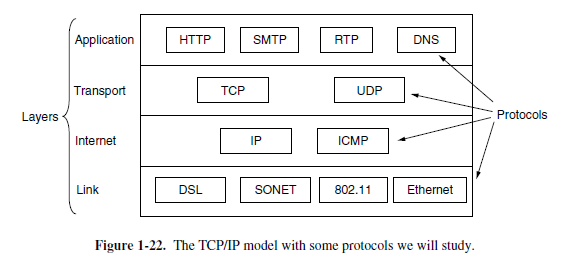 Application HTTP SMTP RTP DNS
Transport TCP UDP
Layers Protocols
Internet IP ICMP
Link DSL SONET 802.11 Ethernet
Figure 1-22. The TCP/IP model with some protocols we will study.